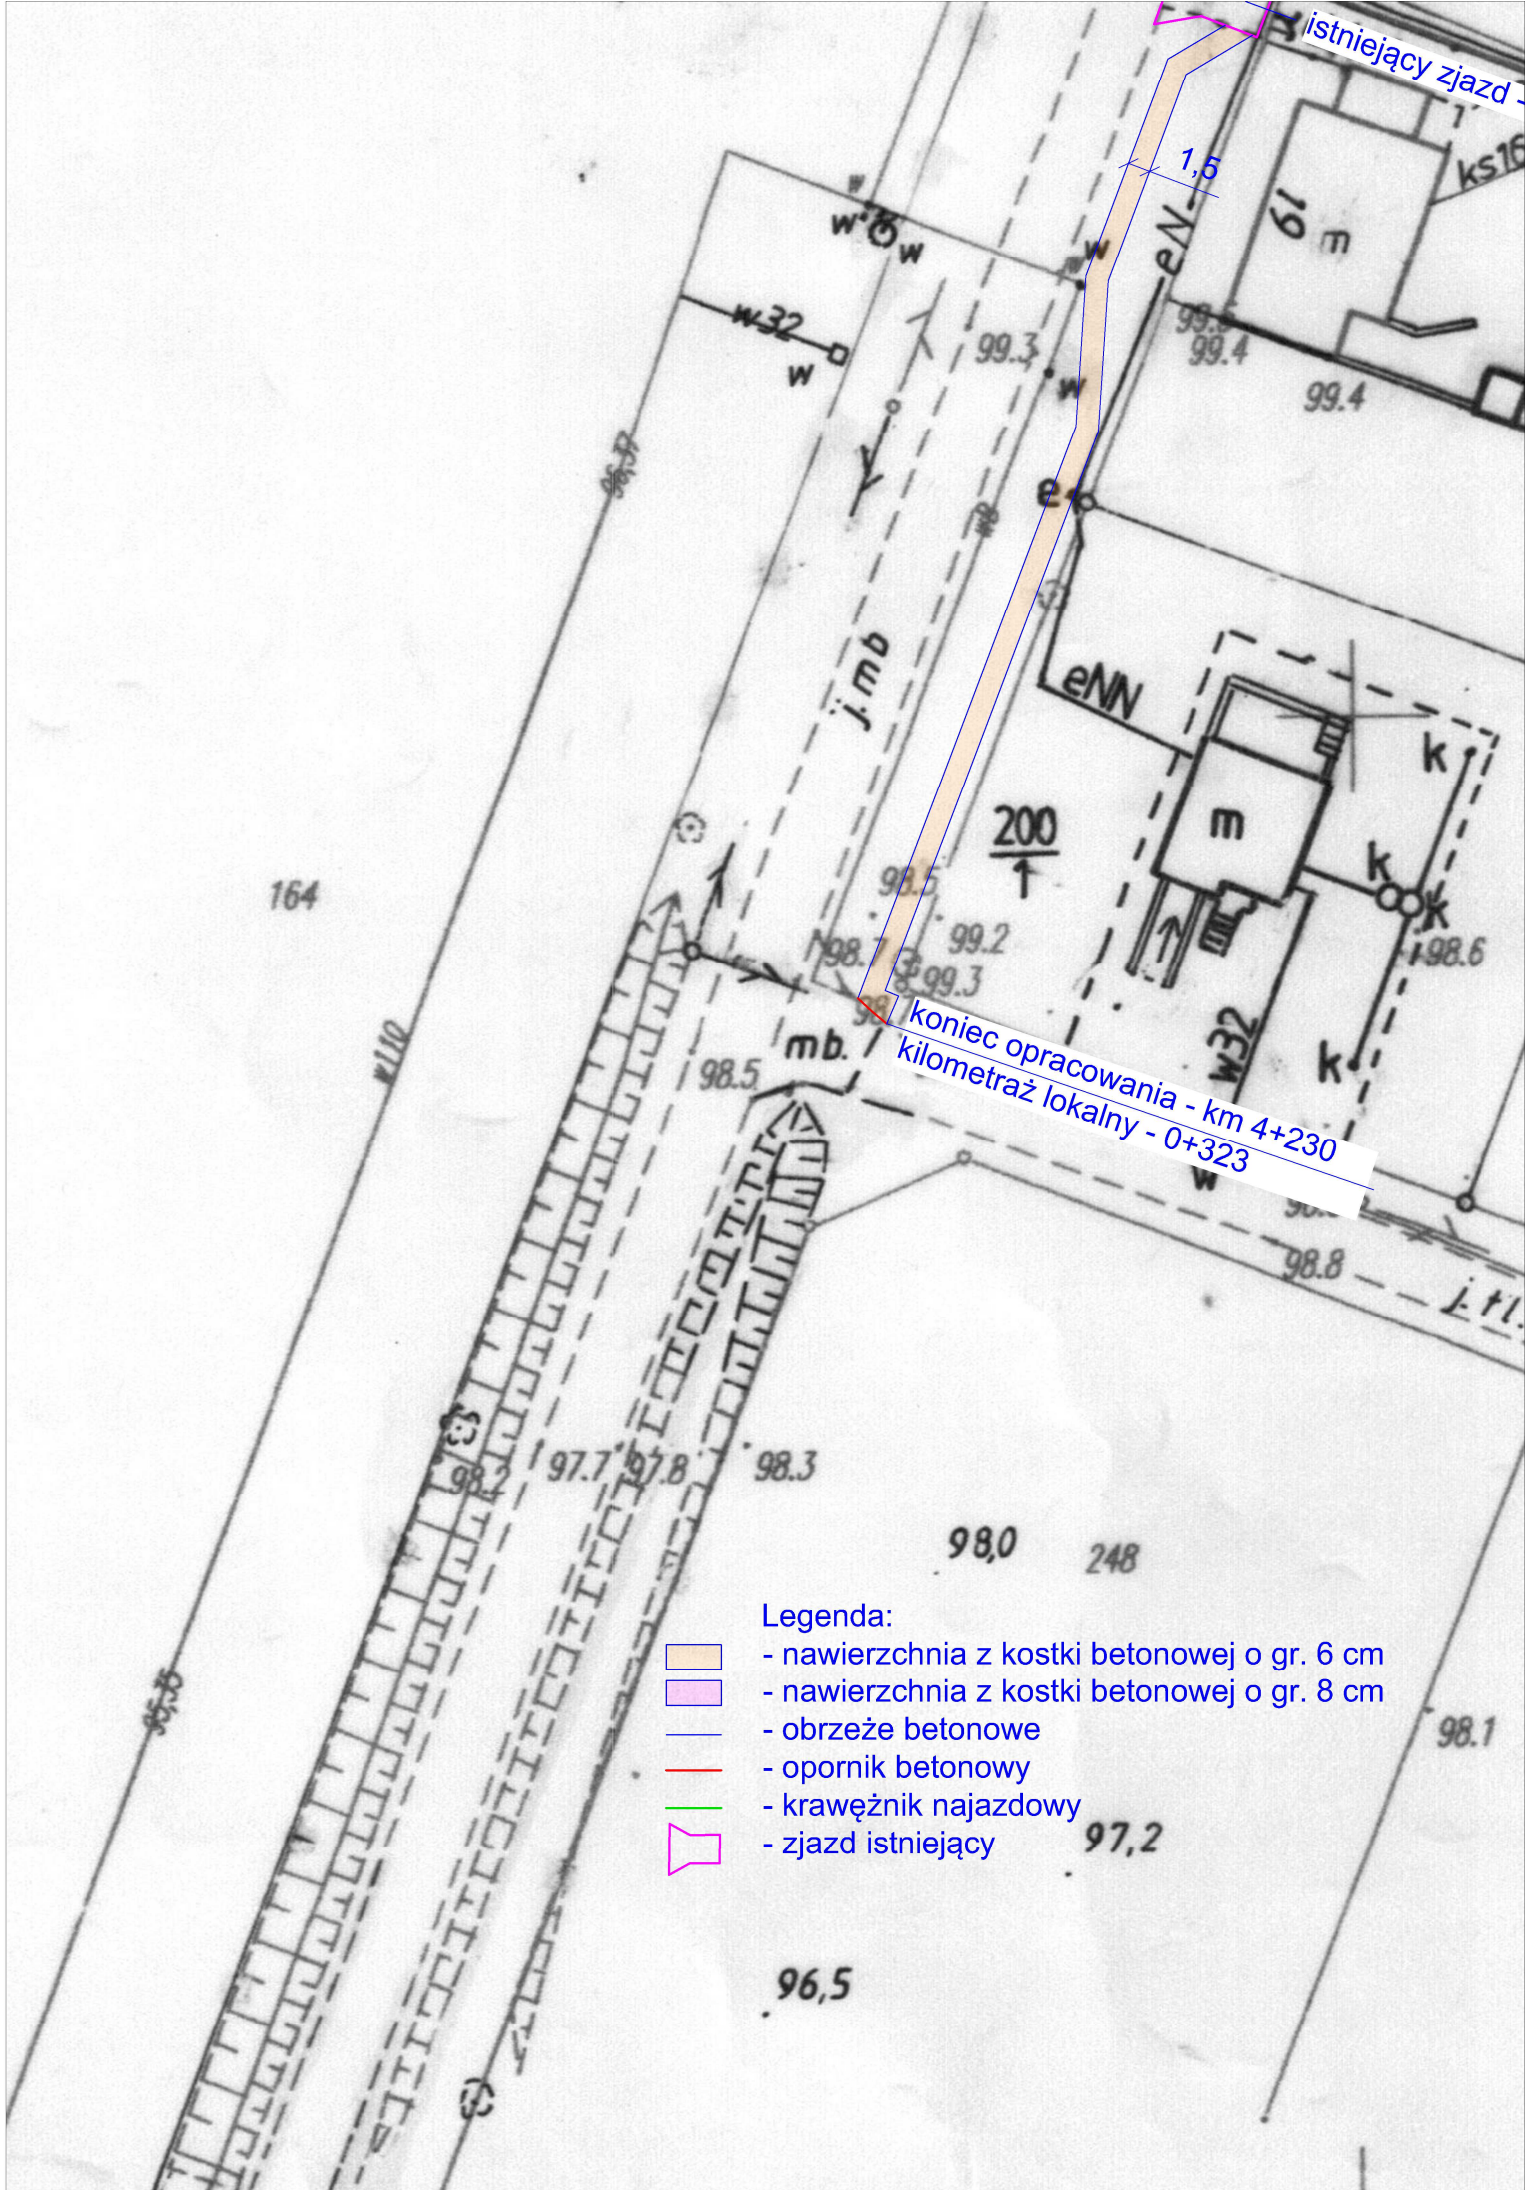 istniejący zjazd -
1,5
ks16
19
m
eN
w
w
w
w
w
w32
w
99.3
w
99.4
99.4
e
j.mb
eNN
k
m
200
k
k
164
98.5
99.2
98.7
99.3
98.6
w110
mb.
98.5
w32
k
koniec opracowania - km 4+230
kilometraż lokalny - 0+323
w
98.8
j.tł.
98.2
97.7
97.8
98.3
98,0
248
Legenda:
- nawierzchnia z kostki betonowej o gr. 6 cm
- nawierzchnia z kostki betonowej o gr. 8 cm
- obrzeże betonowe
- opornik betonowy
- krawężnik najazdowy
- zjazd istniejący
98.1
97,2
96,5